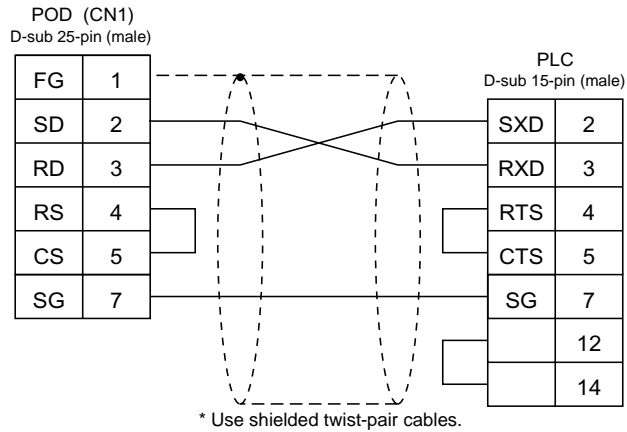 POD (CN1)
D-sub 25-pin (male)
FG 1
SD 2
RD 3
RS 4
CS 5
SG 7
PLC
D-sub 15-pin (male)
SXD 2
RXD 3
RTS 4
CTS 5
SG 7
12
14
* Use shielded twist-pair cables.